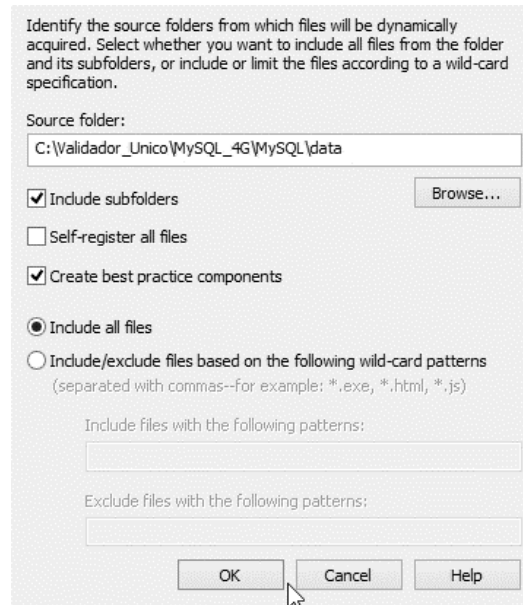 Identify the source folders from which files will be dynamically
acquired. Select whether you want to include all files from the folder
and its subfolders, or include or limit the files according to a wild-card
specification.
Source folder:
C:\Validador_Unico\MySQL_4G\MySQL\data
Include subfolders
Browse...
Self-register all files
Create best practice components
Include all files
Include/exclude files based on the following wild-card patterns
(separated with commas--for example: *.exe, *.html, *.js)
Include files with the following patterns:
Exclude files with the following patterns:
OK Cancel Help